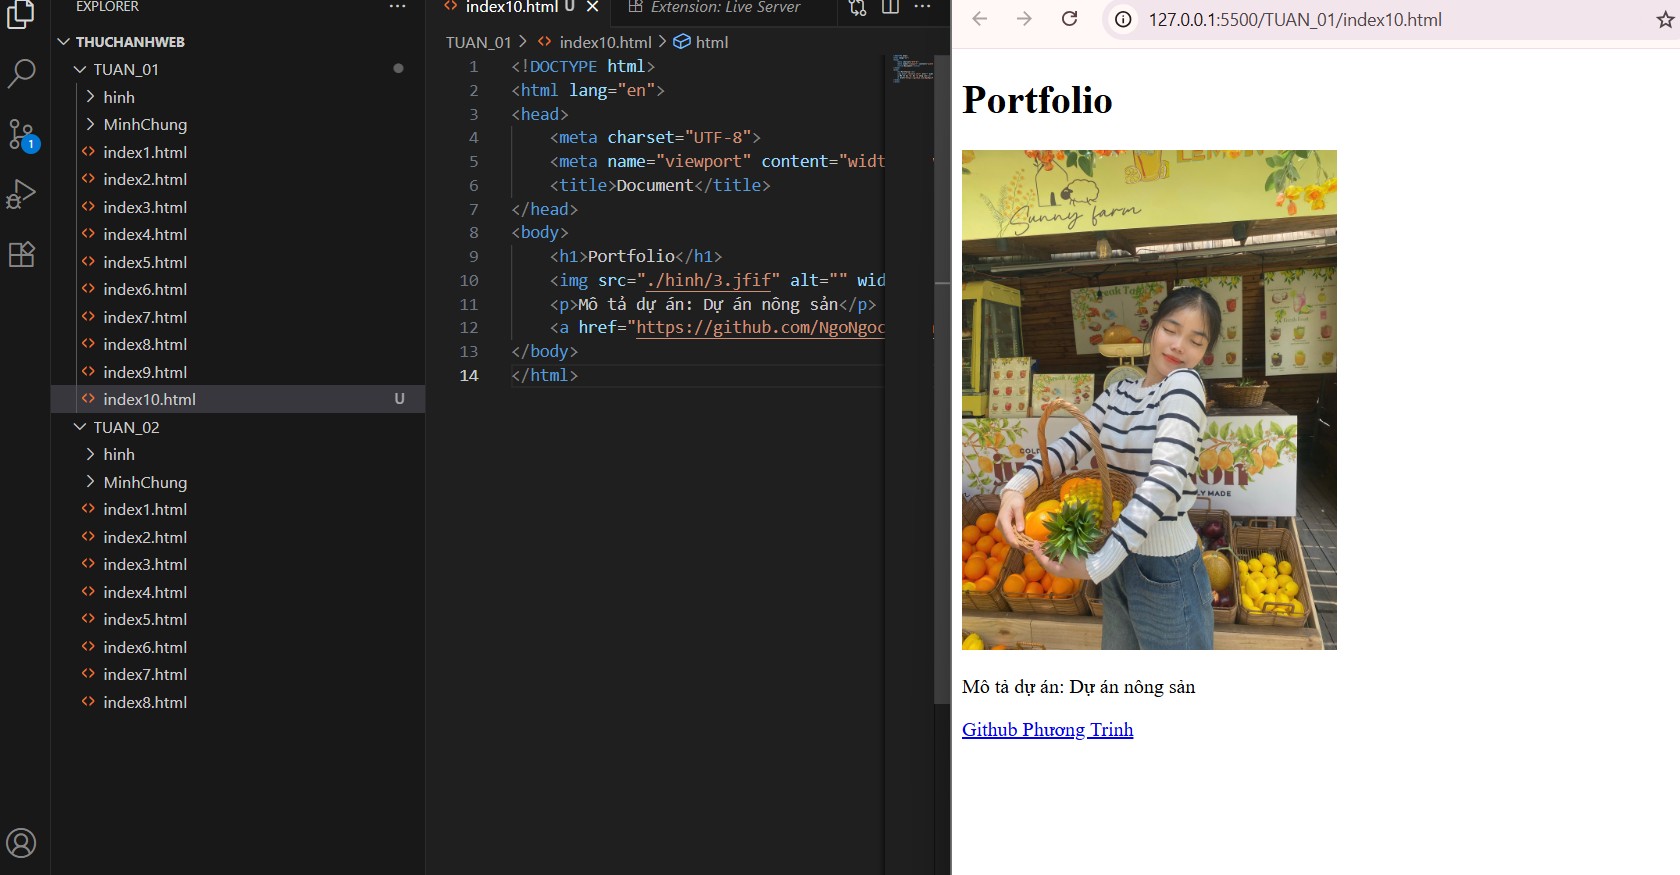 EXPLORER
THUCHANHWEB
TUAN_01
hinh
MinhChung
index1.html
index2.html
index3.html
index4.html
index5.html
index6.html
index7.html
index8.html
index9.html
index10.html U
TUAN_02
hinh
MinhChung
index1.html
index2.html
index3.html
index4.html
index5.html
index6.html
index7.html
index8.html
1
index10.html U
Extension: Live Server
TUAN_01 > index10.html > html
1 <!DOCTYPE html>
2 <html lang="en">
3 <head>
4 <meta charset="UTF-8">
5 <meta name="viewport" content="widt
6 <title>Document</title>
7 </head>
8 <body>
9 <h1>Portfolio</h1>
10 <img src="./hinh/3.jfif" alt="" wid
11 <p>Mô tả dự án: Dự án nông sản</p>
12 <a href="https://github.com/NgoNgoc
13 </body>
14 </html>
127.0.0.1:5500/TUAN_01/index10.html
Portfolio
Sunny farm
LY MADE
Mô tả dự án: Dự án nông sản
Github Phương Trinh